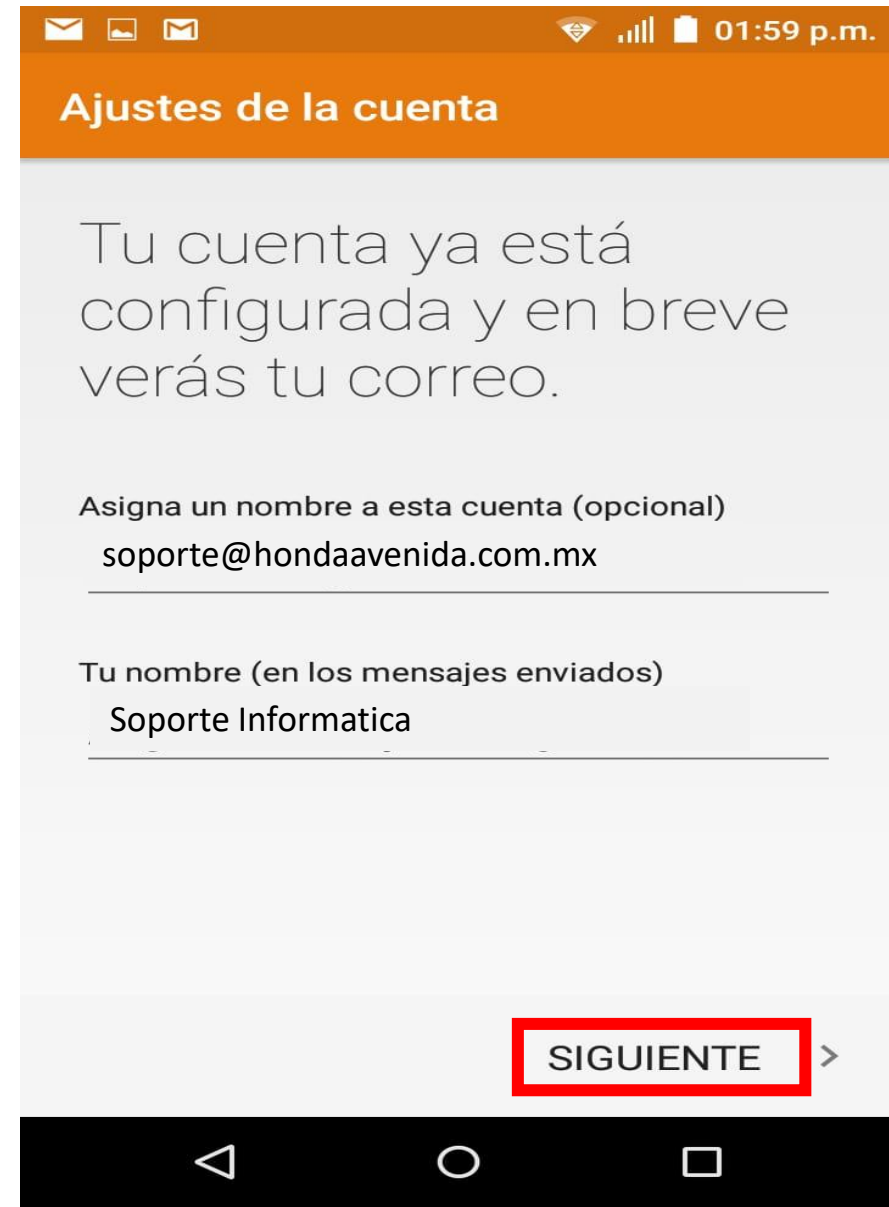 01:59 p.m.
Ajustes de la cuenta
Tu cuenta ya está
configurada y en breve
verás tu correo.
Asigna un nombre a esta cuenta (opcional)
soporte@hondaavenida.com.mx
Tu nombre (en los mensajes enviados)
Soporte Informatica
SIGUIENTE >